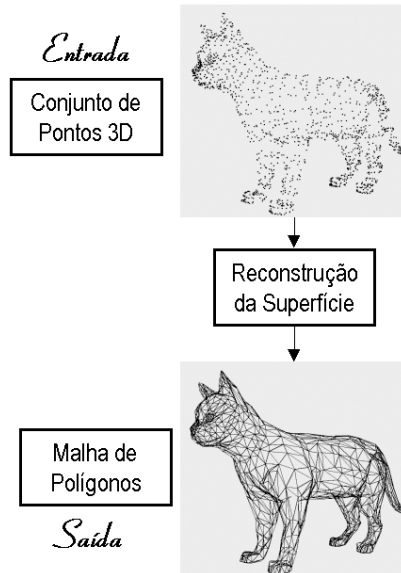 Entrada
Conjunto de
Pontos 3D
Reconstrução
da Superfície
Malha de
Polígonos
Saída